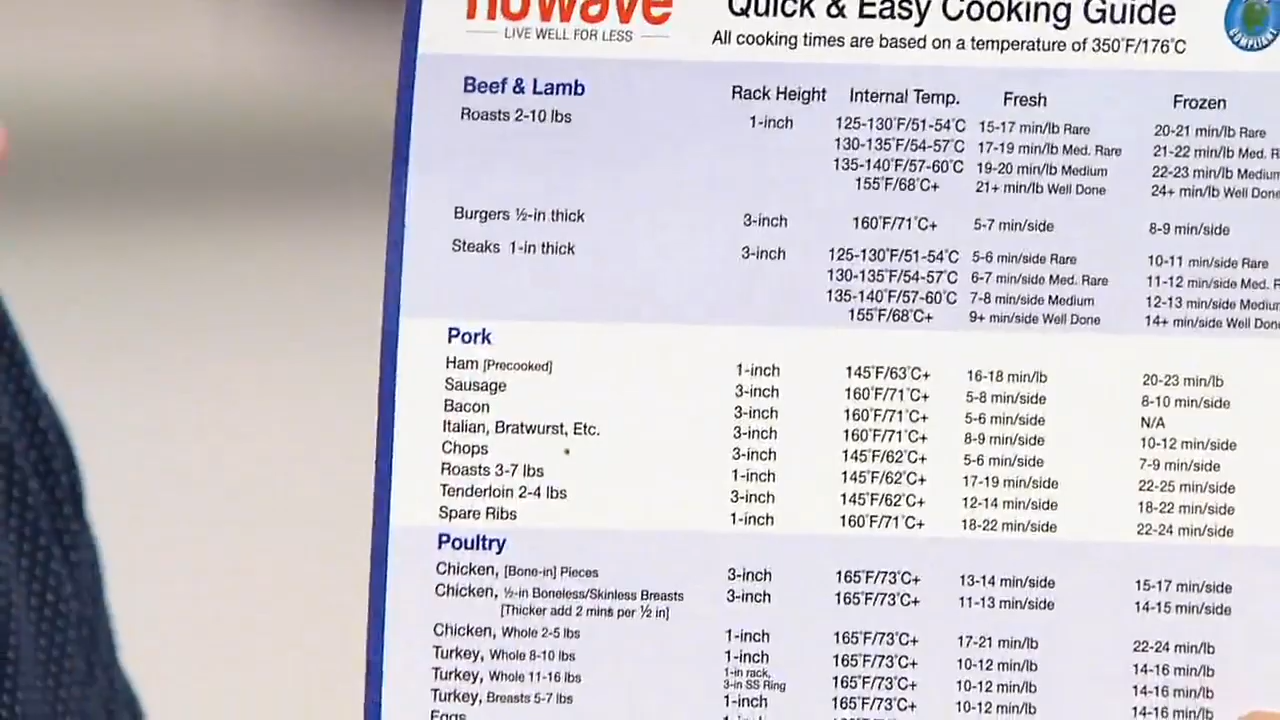 nuwave
LIVE WELL FOR LESS
Quick & Easy Cooking Guide
All cooking times are based on a temperature of 350°F/176°C
COMPLIANT
Beef & Lamb Rack Height Internal Temp. Fresh Frozen
Roasts 2-10 lbs 1-inch 125-130°F/51-54°C 15-17 min/lb Rare 20-21 min/lb Rare
130-135°F/54-57°C 17-19 min/lb Med. Rare 21-22 min/lb Med. R
135-140°F/57-60°C 19-20 min/lb Medium 22-23 min/lb Medium
155°F/68°C+ 21+ min/lb Well Done 24+ min/lb Well Done
Burgers ½-in thick 3-inch 160°F/71°C+ 5-7 min/side 8-9 min/side
Steaks 1-in thick 3-inch 125-130°F/51-54°C 5-6 min/side Rare 10-11 min/side Rare
130-135°F/54-57°C 6-7 min/side Med. Rare 11-12 min/side Med. R
135-140°F/57-60°C 7-8 min/side Medium 12-13 min/side Medium
155°F/68°C+ 9+ min/side Well Done 14+ min/side Well Don
Pork
Ham [Precooked] 1-inch 145°F/63°C+ 16-18 min/lb 20-23 min/lb
Sausage 3-inch 160°F/71°C+ 5-8 min/side 8-10 min/side
Bacon 3-inch 160°F/71°C+ 5-6 min/side N/A
Italian, Bratwurst, Etc. 3-inch 160°F/71°C+ 8-9 min/side 10-12 min/side
Chops 3-inch 145°F/62°C+ 5-6 min/side 7-9 min/side
Roasts 3-7 lbs 1-inch 145°F/62°C+ 17-19 min/side 22-25 min/side
Tenderloin 2-4 lbs 3-inch 145°F/62°C+ 12-14 min/side 18-22 min/side
Spare Ribs 1-inch 160°F/71°C+ 18-22 min/side 22-24 min/side
Poultry
Chicken, [Bone-in] Pieces 3-inch 165°F/73°C+ 13-14 min/side 15-17 min/side
Chicken, ½-in Boneless/Skinless Breasts 3-inch 165°F/73°C+ 11-13 min/side 14-15 min/side
[Thicker add 2 mins per ½ in]
Chicken, Whole 2-5 lbs 1-inch 165°F/73°C+ 17-21 min/lb 22-24 min/lb
Turkey, Whole 8-10 lbs 1-inch 165°F/73°C+ 10-12 min/lb 14-16 min/lb
Turkey, Whole 11-16 lbs 1-in rack, 3-in SS Ring 165°F/73°C+ 10-12 min/lb 14-16 min/lb
Turkey, Breasts 5-7 lbs 1-inch 165°F/73°C+ 10-12 min/lb 14-16 min/lb
Eggs